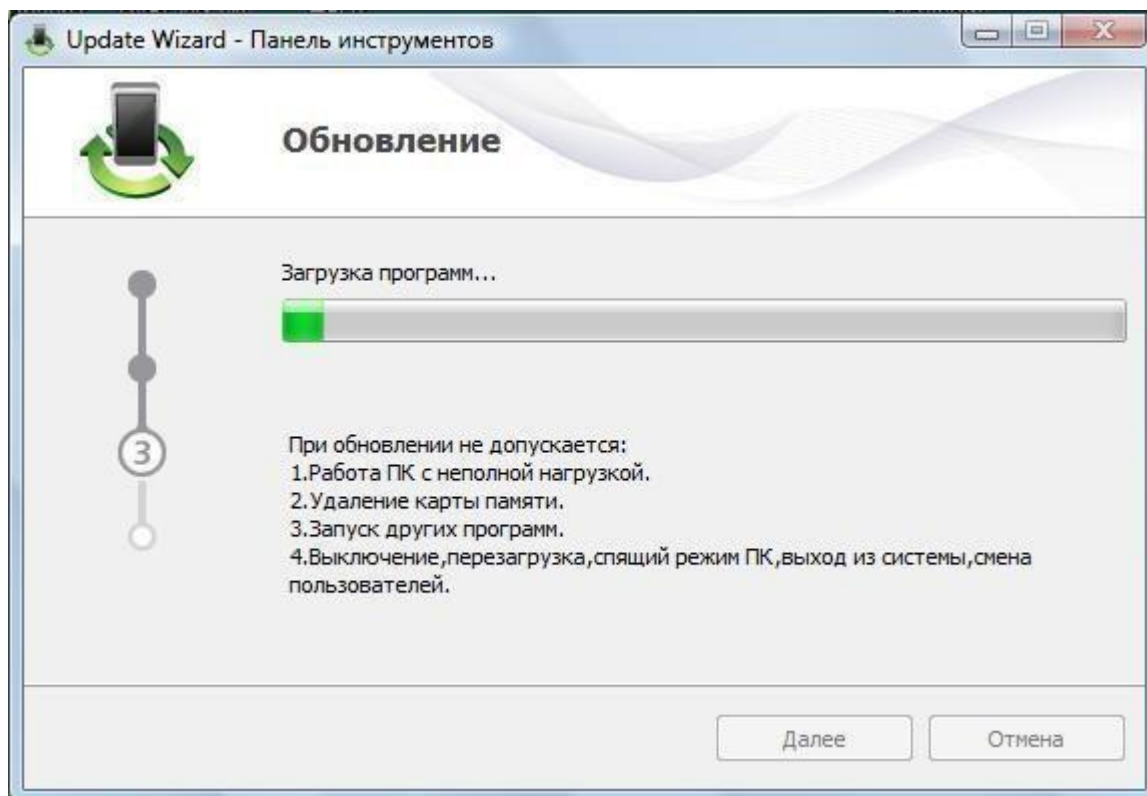 Update Wizard - Панель инструментов
Обновление
Загрузка программ...
3
При обновлении не допускается:
1.Работа ПК с неполной нагрузкой.
2.Удаление карты памяти.
3.Запуск других программ.
4.Выключение,перезагрузка,спящий режим ПК,выход из системы,смена
пользователей.
Далее
Отмена